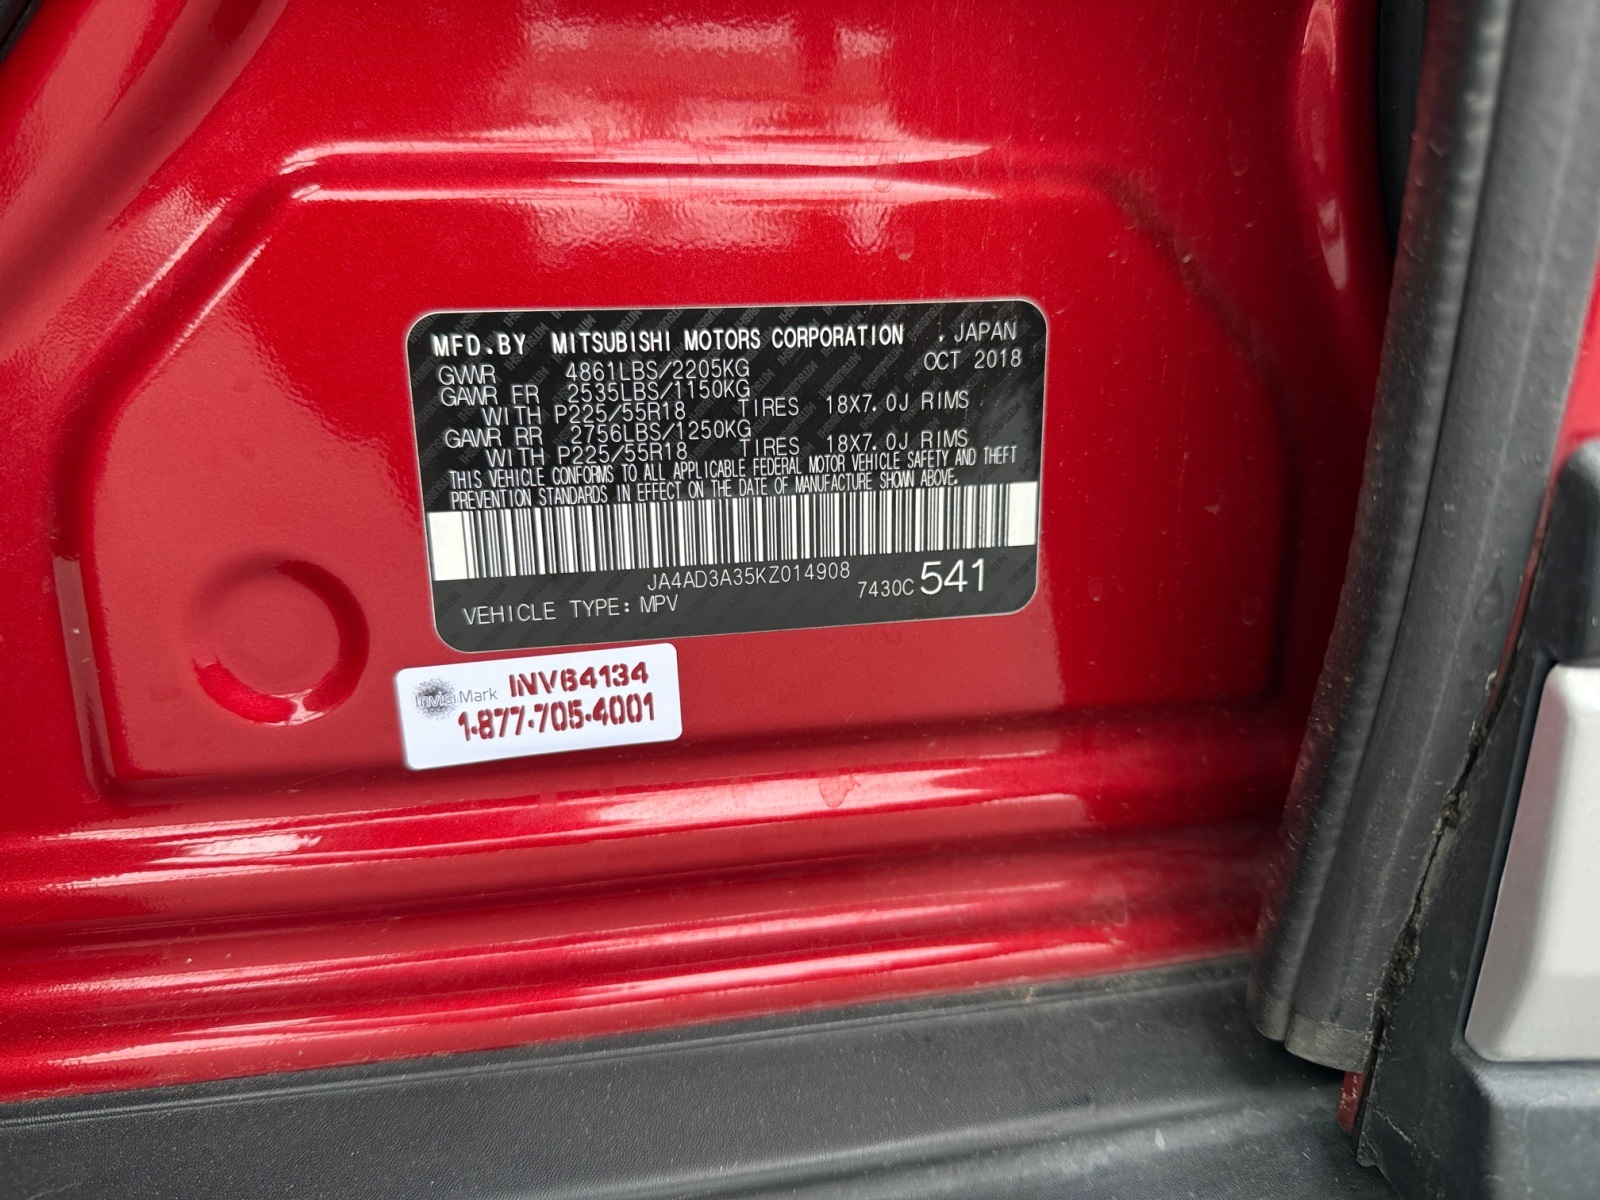 MFD.BY MITSUBISHI MOTORS CORPORATION . JAPAN
GVWR 4861LBS/2205KG OCT 2018
GAWR FR 2535LBS/1150KG
WITH P225/55R18 TIRES 18X7.0J RIMS
GAWR RR 2756LBS/1250KG
WITH P225/55R18 TIRES 18X7.0J RIMS
THIS VEHICLE CONFORMS TO ALL APPLICABLE FEDERAL MOTOR VEHICLE SAFETY AND THEFT
PREVENTION STANDARDS IN EFFECT ON THE DATE OF MANUFACTURE SHOWN ABOVE.
JA4AD3A35KZ014908
VEHICLE TYPE: MPV 7430C 541
InvisiMark INV64134
1-877-705-4001